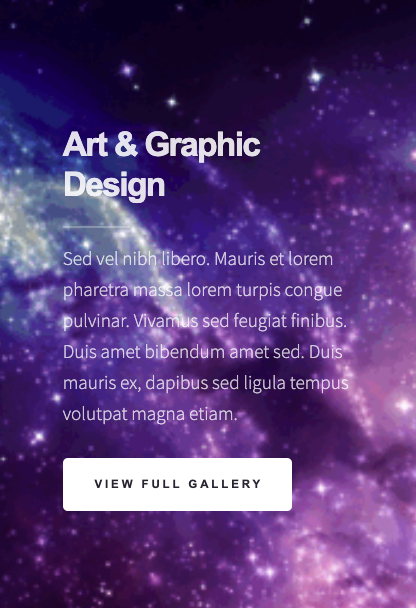 Art & Graphic
Design
Sed vel nibh libero. Mauris et lorem
pharetra massa lorem turpis congue
pulvinar. Vivamus sed feugiat finibus.
Duis amet bibendum amet sed. Duis
mauris ex, dapibus sed ligula tempus
volutpat magna etiam.
VIEW FULL GALLERY